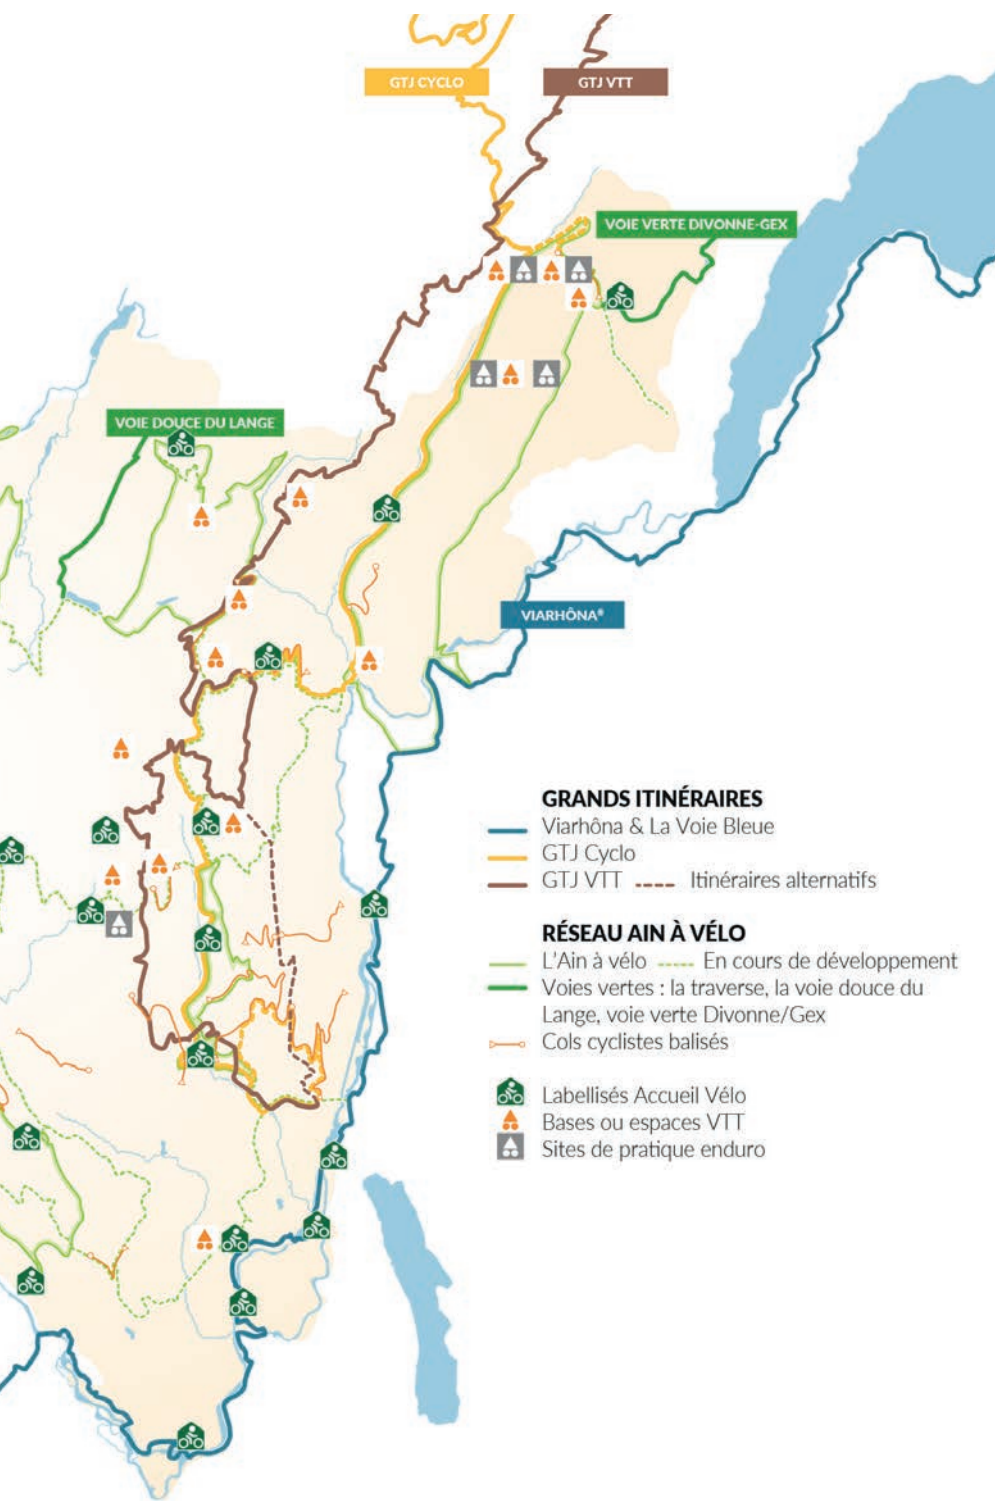 GTJ CYCLO
GTJ VTT
VOIE VERTE DIVONNE-GEX
VOIE DOUCE DU LANGE
VIARHÔNA®
GRANDS ITINÉRAIRES
Viarhôna & La Voie Bleue
GTJ Cyclo
GTJ VTT Itinéraires alternatifs
RÉSEAU AIN À VÉLO
L'Ain à vélo En cours de développement
Voies vertes : la traverse, la voie douce du
Lange, voie verte Divonne/Gex
Cols cyclistes balisés
Labellisés Accueil Vélo
Bases ou espaces VTT
Sites de pratique enduro